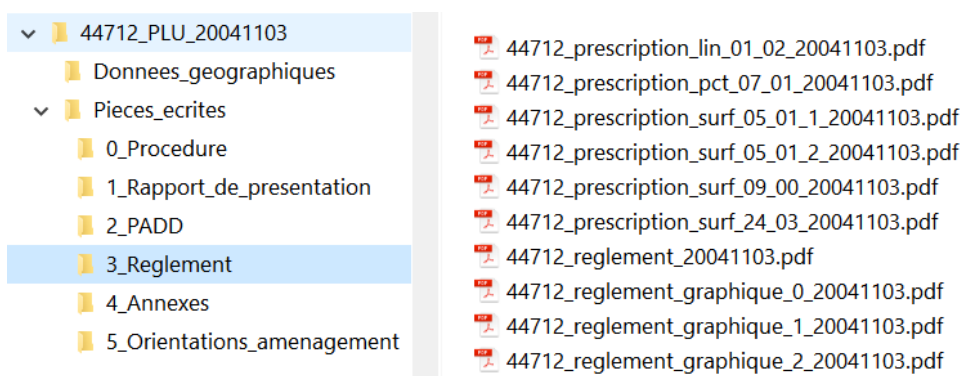 44712_PLU_20041103
Donnees_geographiques
Pieces_ecrites
0_Procedure
1_Rapport_de_presentation
2_PADD
3_Reglement
4_Annexes
5_Orientations_amenagement
44712_prescription_lin_01_02_20041103.pdf
44712_prescription_pct_07_01_20041103.pdf
44712_prescription_surf_05_01_1_20041103.pdf
44712_prescription_surf_05_01_2_20041103.pdf
44712_prescription_surf_09_00_20041103.pdf
44712_prescription_surf_24_03_20041103.pdf
44712_reglement_20041103.pdf
44712_reglement_graphique_0_20041103.pdf
44712_reglement_graphique_1_20041103.pdf
44712_reglement_graphique_2_20041103.pdf